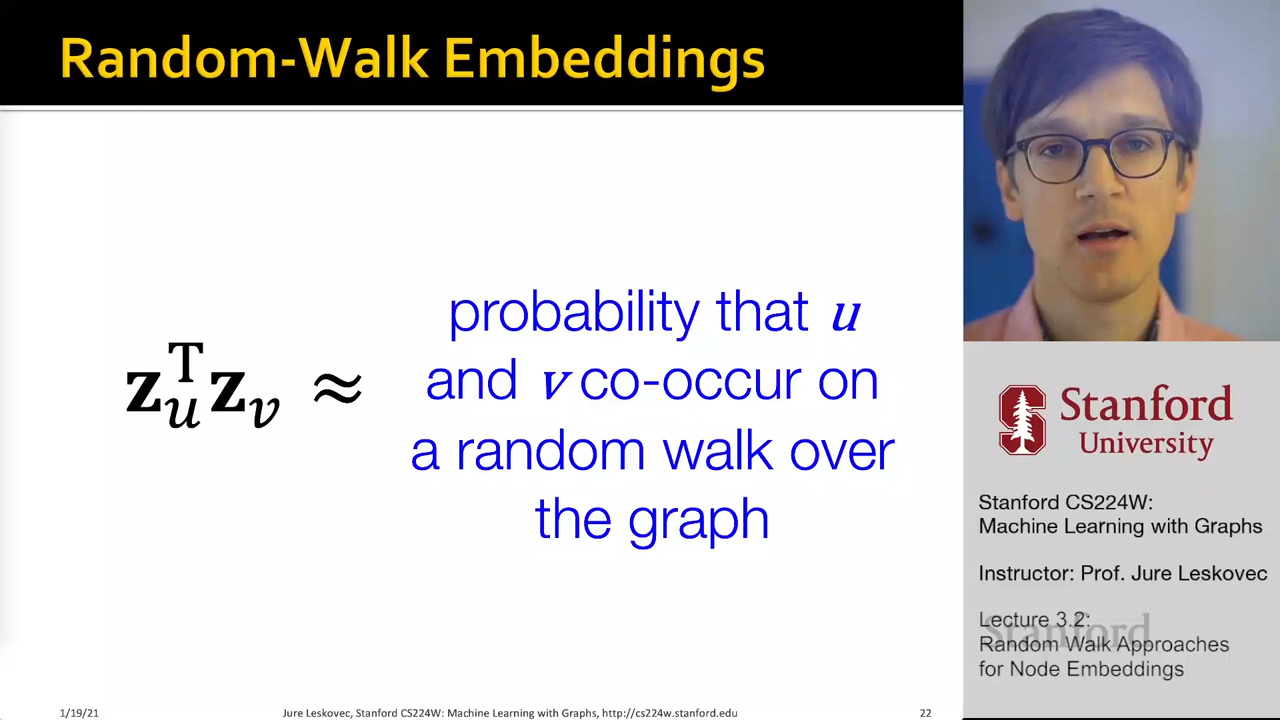 Random-Walk Embeddings
z_u^T z_v ≈
probability that u
and v co-occur on
a random walk over
the graph
1/19/21
Jure Leskovec, Stanford CS224W: Machine Learning with Graphs, http://cs224w.stanford.edu
22
Stanford
University
Stanford CS224W:
Machine Learning with Graphs
Instructor: Prof. Jure Leskovec
Lecture 3.2:
Stanford
Random Walk Approaches
for Node Embeddings